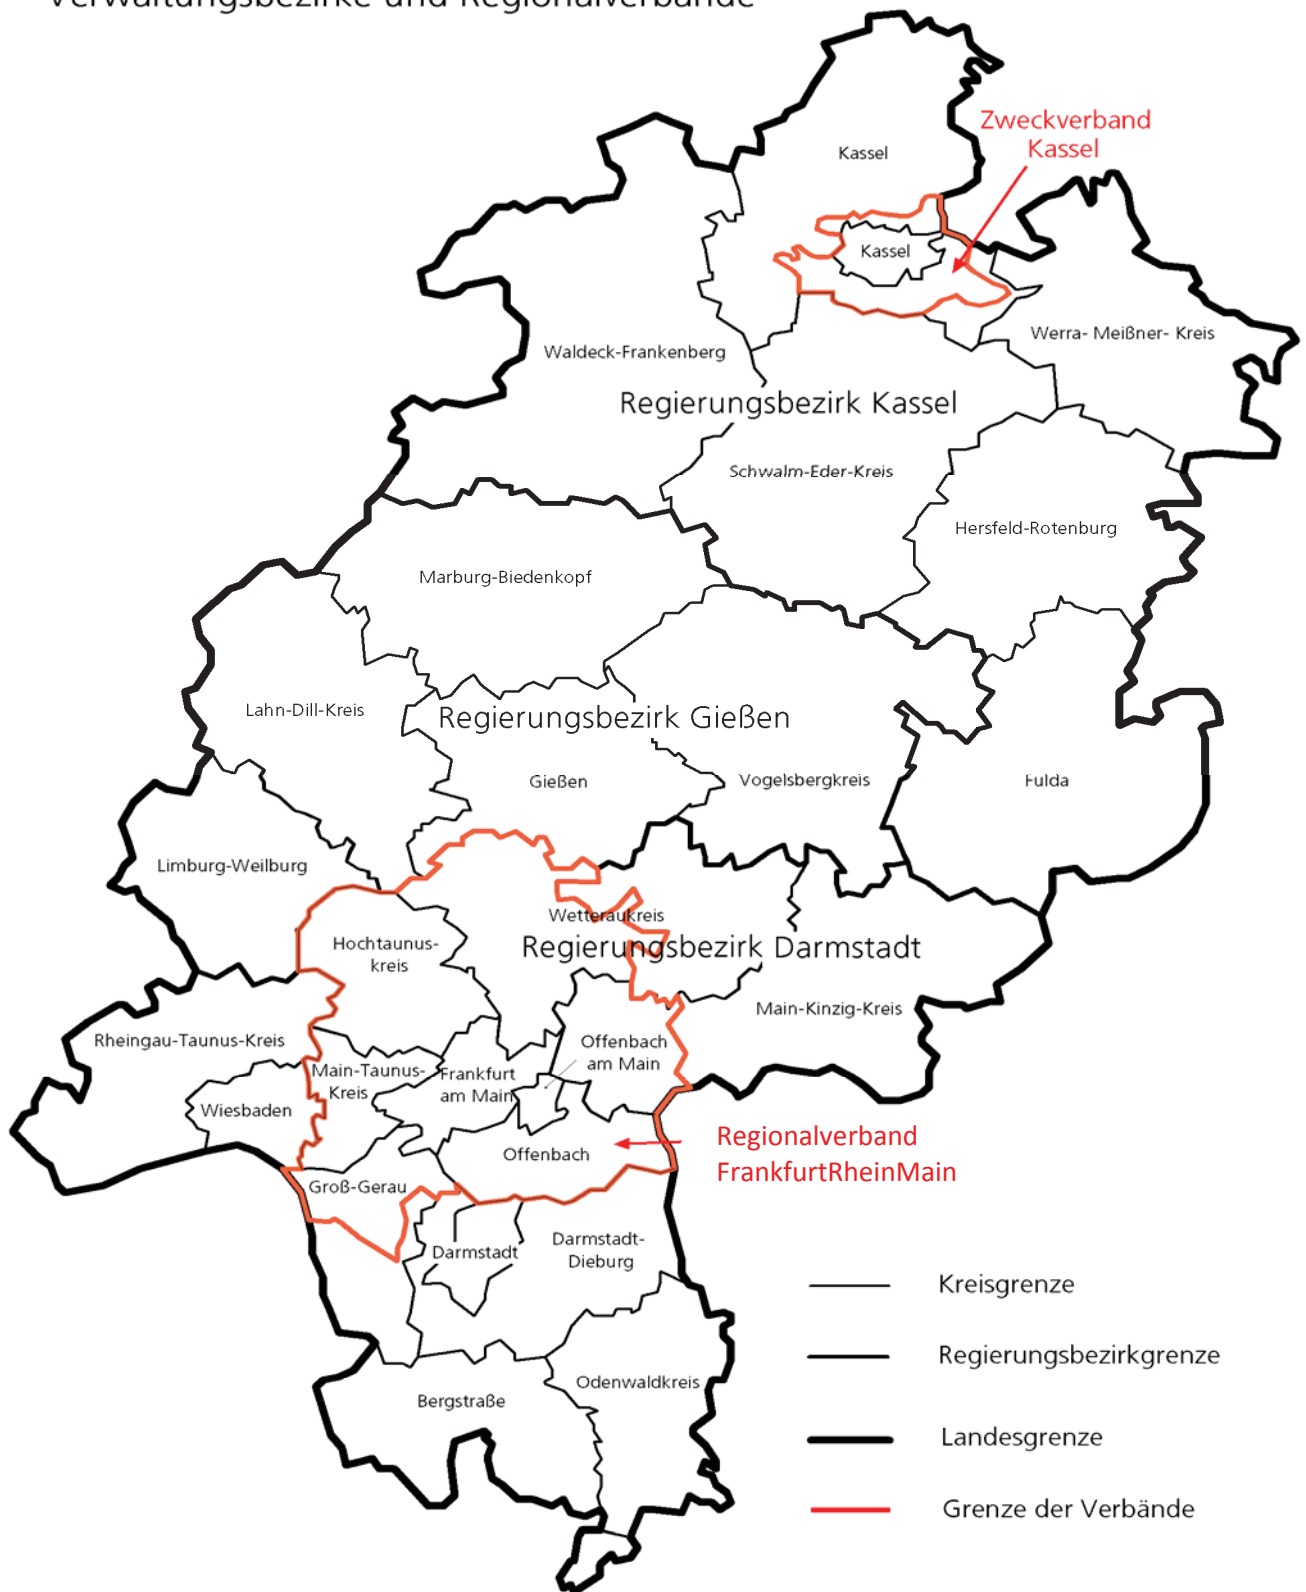 Verwaltungsbezirke und Regionalverbände
Zweckverband
Kassel
Kassel
Kassel
Werra- Meißner- Kreis
Waldeck-Frankenberg
Regierungsbezirk Kassel
Schwalm-Eder-Kreis
Hersfeld-Rotenburg
Marburg-Biedenkopf
Lahn-Dill-Kreis
Regierungsbezirk Gießen
Gießen
Vogelsbergkreis
Fulda
Limburg-Weilburg
Wetteraukreis
Hochtaunus-
kreis
Regierungsbezirk Darmstadt
Main-Kinzig-Kreis
Rheingau-Taunus-Kreis
Offenbach
am Main
Main-Taunus-
Kreis
Frankfurt
am Main
Wiesbaden
Regionalverband
FrankfurtRheinMain
Offenbach
Groß-Gerau
Darmstadt
Darmstadt-
Dieburg
Kreisgrenze
Regierungsbezirkgrenze
Odenwaldkreis
Bergstraße
Landesgrenze
Grenze der Verbände